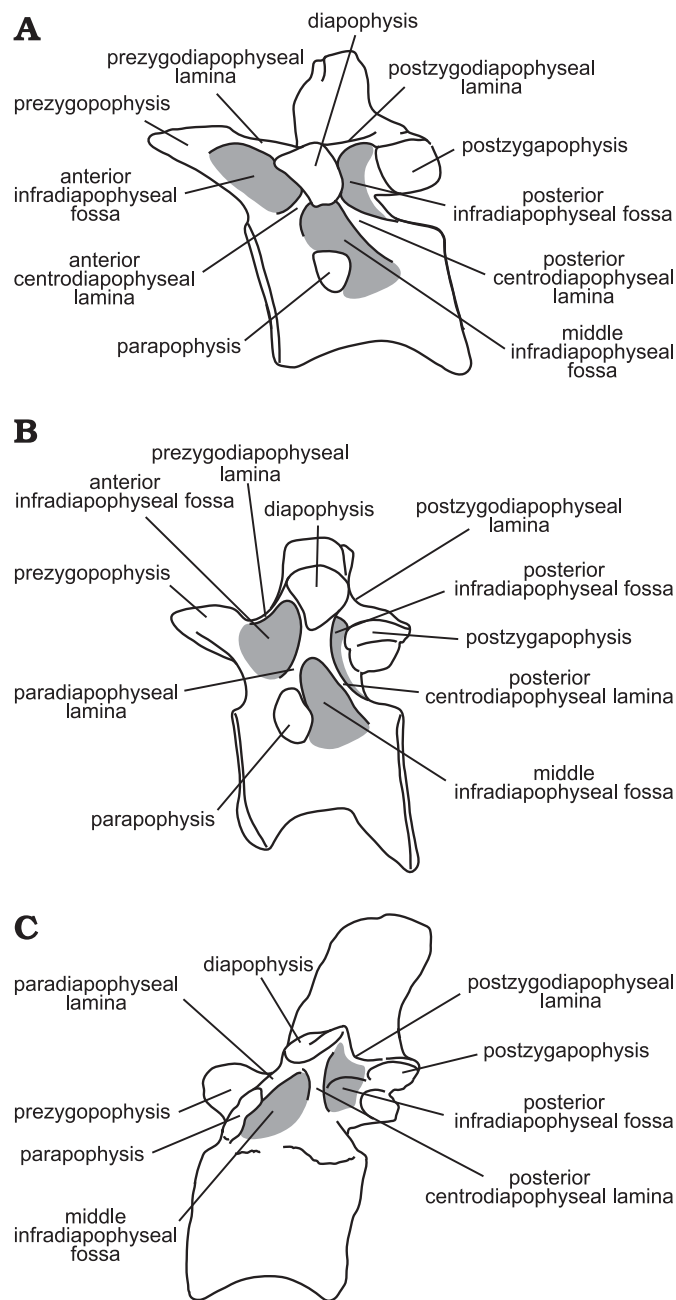 A
diapophysis
prezygodiapophyseal
lamina
postzygodiapophyseal
lamina
prezygopophysis
postzygapophysis
anterior
infradiapophyseal
fossa
posterior
infradiapophyseal fossa
anterior
centrodiapophyseal
lamina
posterior
centrodiapophyseal
lamina
parapophysis
middle
infradiapophyseal
fossa
B
prezygodiapophyseal
lamina
anterior
infradiapophyseal fossa
diapophysis
postzygodiapophyseal
lamina
prezygopophysis
posterior
infradiapophyseal fossa
postzygapophysis
paradiapophyseal
lamina
posterior
centrodiapophyseal lamina
parapophysis
middle
infradiapophyseal fossa
C
diapophysis
paradiapophyseal
lamina
postzygodiapophyseal
lamina
postzygapophysis
prezygopophysis
posterior
infradiapophyseal fossa
parapophysis
posterior
centrodiapophyseal lamina
middle
infradiapophyseal
fossa